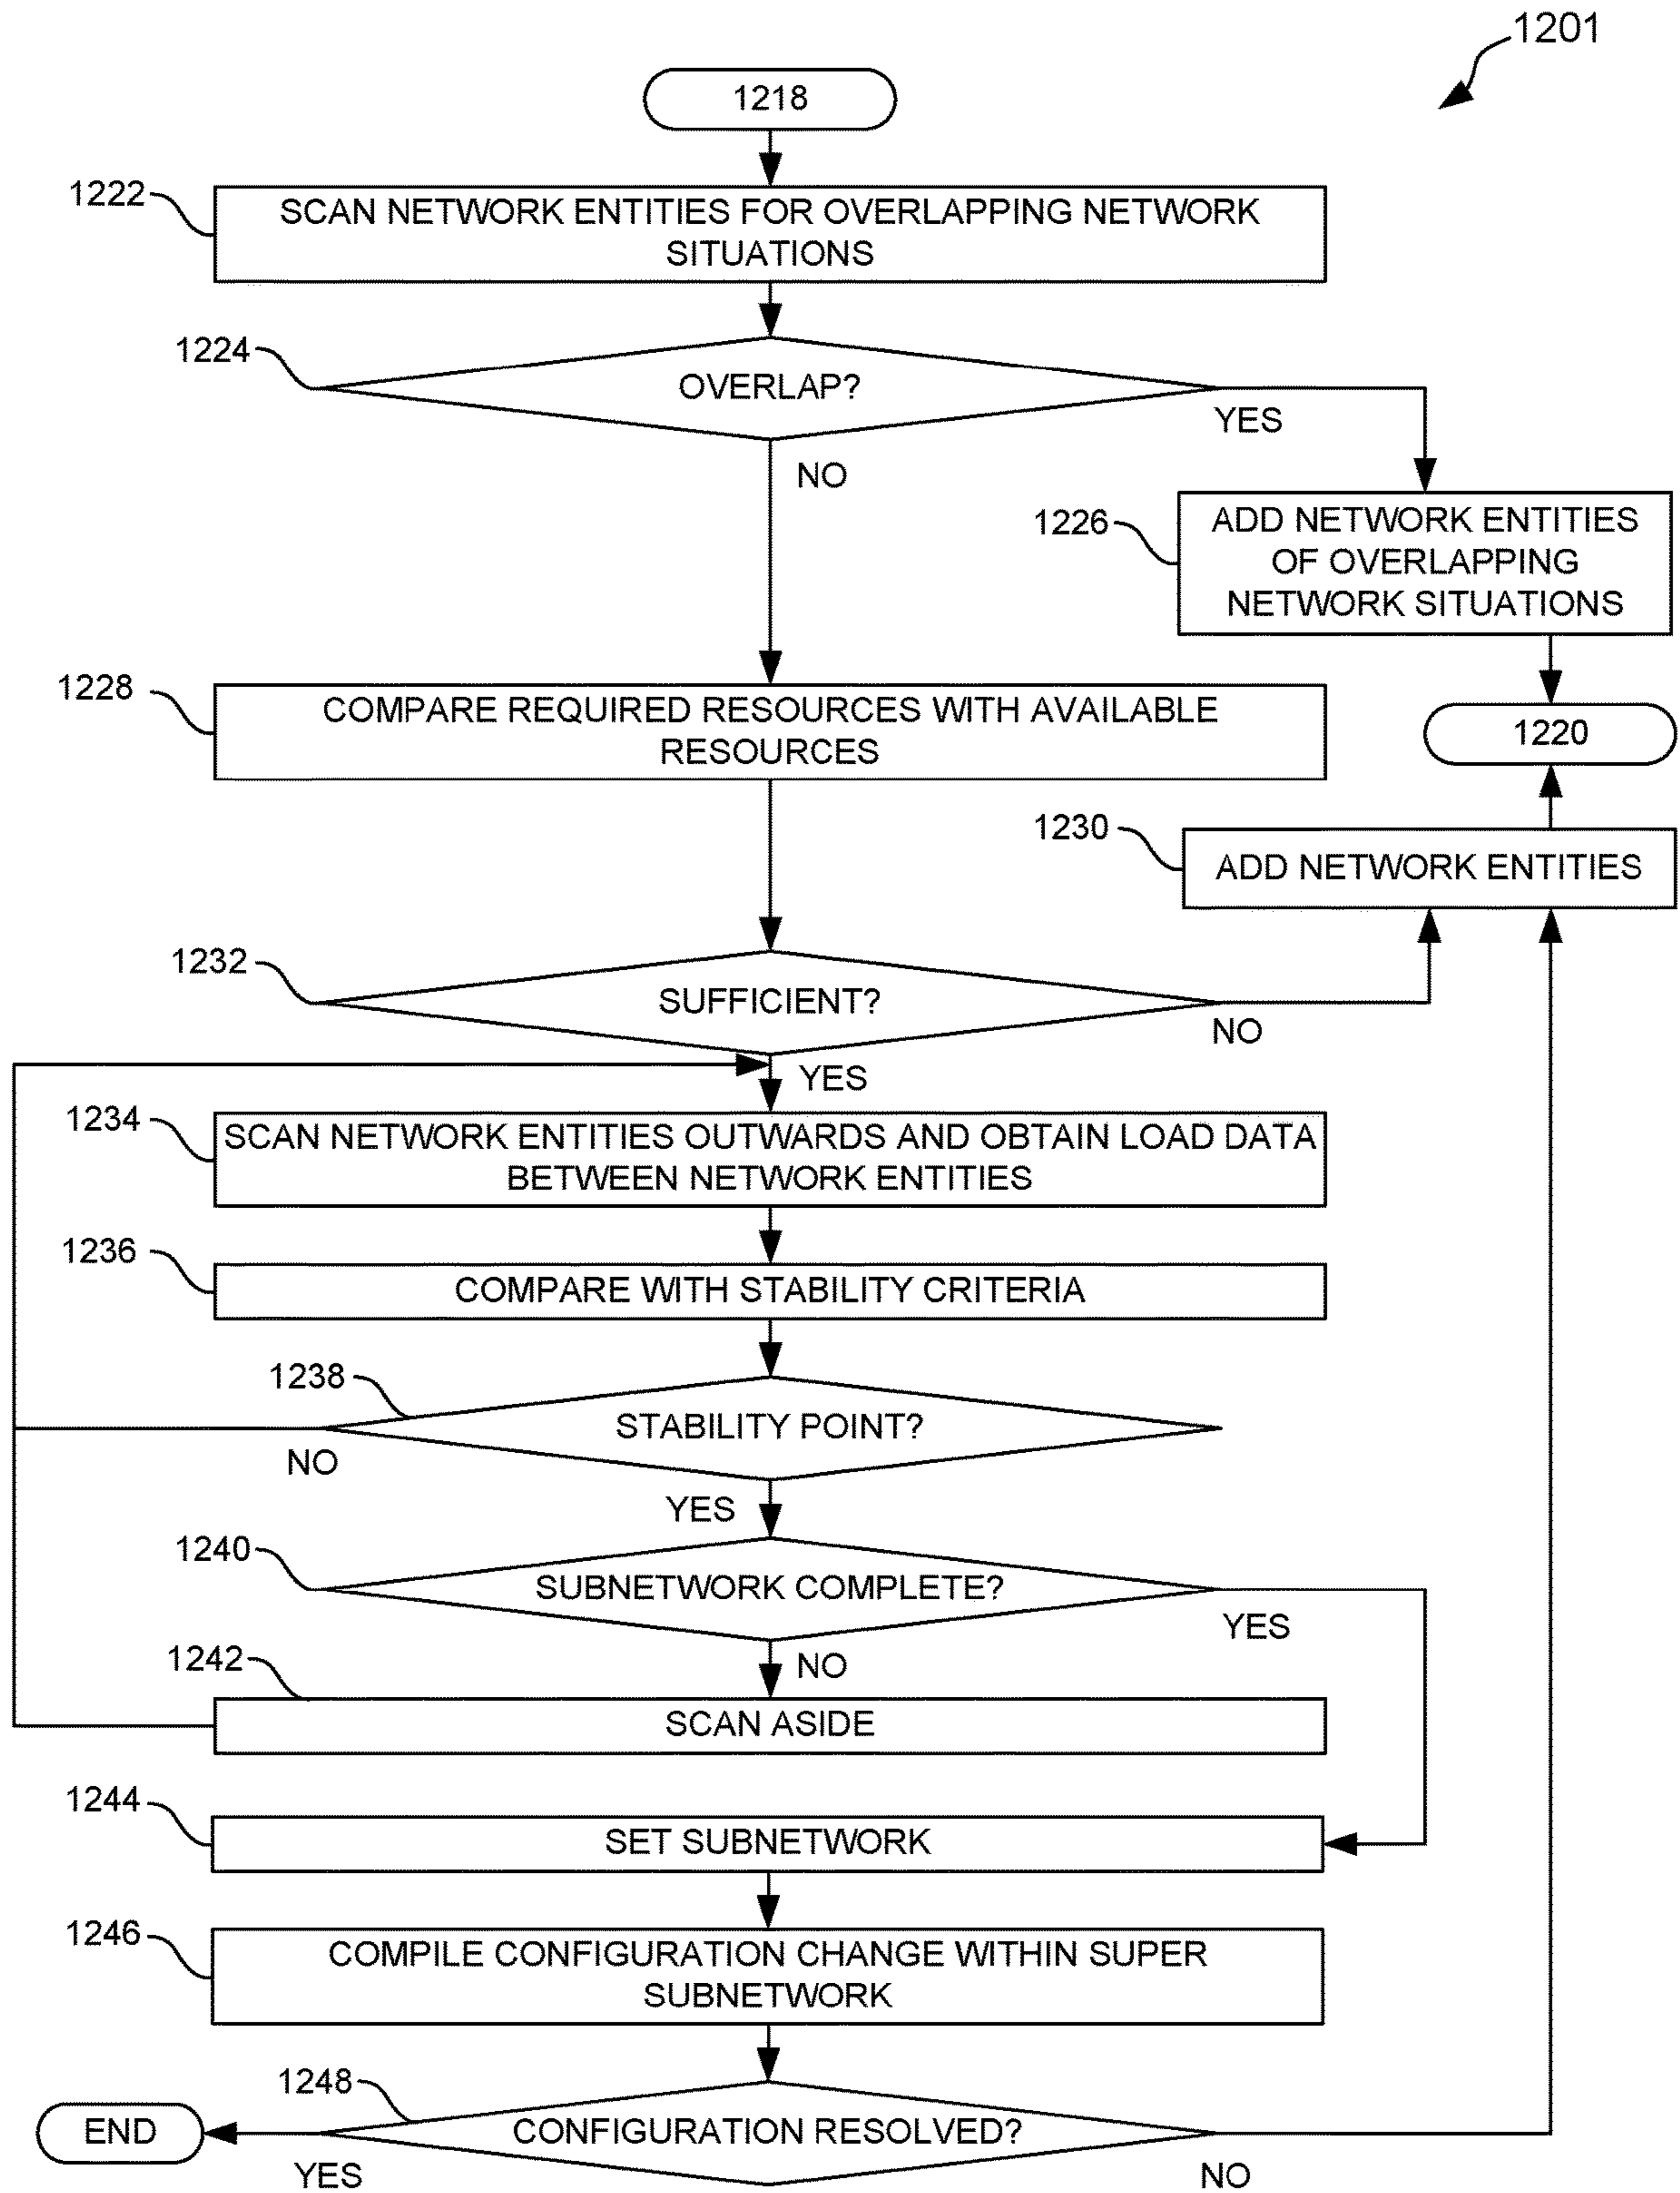 1201
1218
1222
SCAN NETWORK ENTITIES FOR OVERLAPPING NETWORK
SITUATIONS
1224
OVERLAP?
YES
NO
1226
ADD NETWORK ENTITIES
OF OVERLAPPING
NETWORK SITUATIONS
1228
COMPARE REQUIRED RESOURCES WITH AVAILABLE
RESOURCES
1220
1230
ADD NETWORK ENTITIES
1232
SUFFICIENT?
NO
YES
1234
SCAN NETWORK ENTITIES OUTWARDS AND OBTAIN LOAD DATA
BETWEEN NETWORK ENTITIES
1236
COMPARE WITH STABILITY CRITERIA
1238
STABILITY POINT?
NO
YES
1240
SUBNETWORK COMPLETE?
YES
NO
1242
SCAN ASIDE
1244
SET SUBNETWORK
1246
COMPILE CONFIGURATION CHANGE WITHIN SUPER
SUBNETWORK
1248
CONFIGURATION RESOLVED?
END
YES
NO